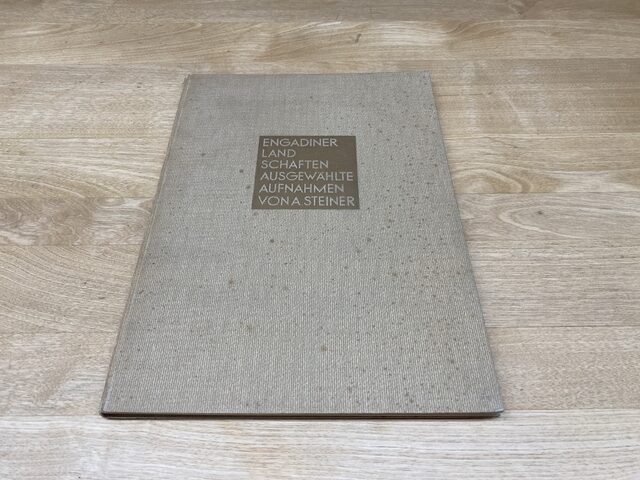 ENGADINER
LAND
SCHAFTEN
AUSGEWÄHLTE
AUFNAHMEN
VON A STEINER